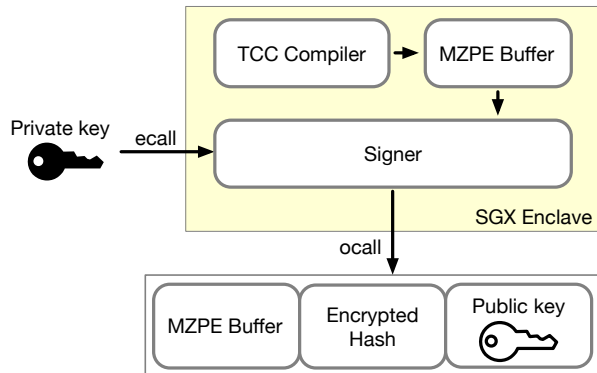 TCC Compiler
MZPE Buffer
Private key
ecall
Signer
SGX Enclave
ocall
MZPE Buffer
Encrypted
Hash
Public key